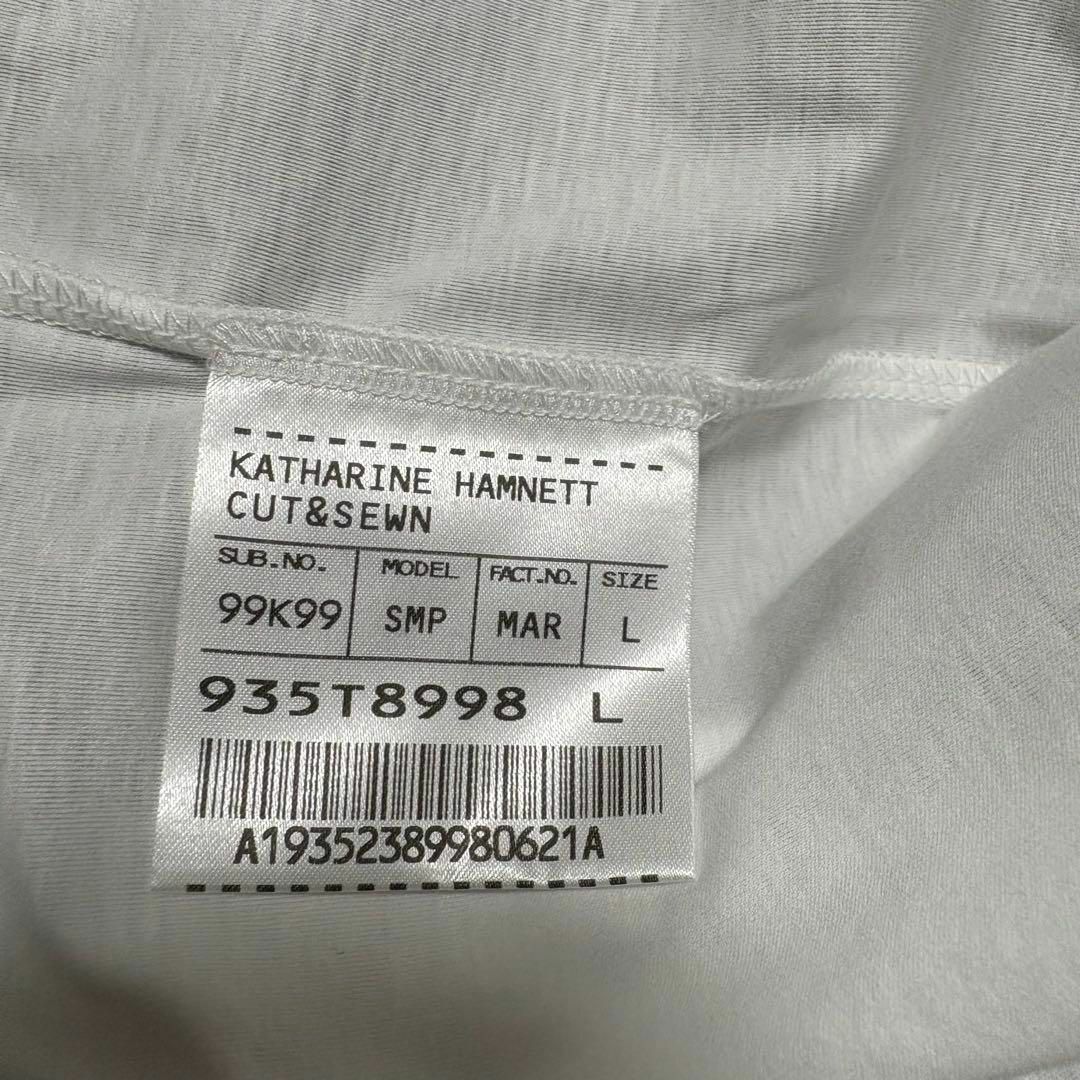 KATHARINE HAMNETT
CUT&SEWN
SUB.NO. MODEL FACT.NO. SIZE
99K99 SMP MAR L
935T8998 L
A19352389980621A